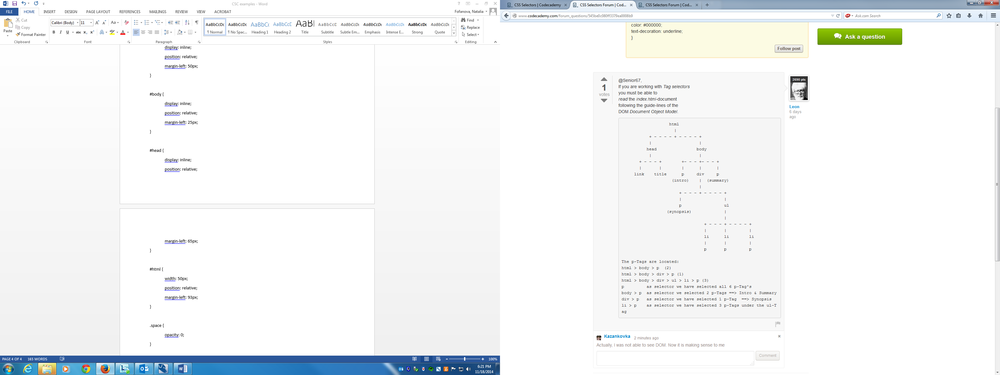 CSC examples - Word
FILE HOME INSERT DESIGN PAGE LAYOUT REFERENCES MAILINGS REVIEW VIEW ACROBAT
Fofanova, Natalia
Paste
Cut
Copy
Format Painter
Clipboard
Calibri (Body) 11
Font
Paragraph
AaBbCcDc AaBbCcDc AaBbCc AaBbCcE AaBl AaBbCcD AaBbCcDc AaBbCcDc AaBbCcDc AaBbCcDc AaBbCcDc
¶ Normal ¶ No Spac... Heading 1 Heading 2 Title Subtitle Subtle Em... Emphasis Intense E... Strong Quote
Styles
Find
Replace
Select
Editing
display: inline;
position: relative;
margin-left: 50px;
}
#body {
display: inline;
position: relative;
margin-left: 25px;
}
#head {
display: inline;
position: relative;
margin-left: 65px;
}
#html {
width: 50px;
position: relative;
margin-left: 93px;
}
.space {
opacity: 0;
}
PAGE 4 OF 4 165 WORDS
100%
6:21 PM
11/18/2014
CSS Selectors | Codecademy
CSS Selectors Forum | Cod...
CSS Selectors Forum | Cod...
www.codecademy.com/forum_questions/545be0c080ff3379ea0008b9
Ask.com Search
color: #000000;
text-decoration: underline;
}
Follow post
Ask a question
1
votes
@Senior67,
If you are working with Tag selectors
you must be able to
read the index.html-document
following the guide-lines of the
DOM Document Object Model.
2690 pts
Leon
6 days
ago
html
|
+ - - - - + - - - - +
| |
head body
| |
+ - - - + +- - - +- - - +
| | | | |
link title p div p
(intro) | (summary)
|
+ - - - + - - - - +
| |
p ul
(synopsis) |
|
+ - - - + - - - - +
| | |
li li li
| | |
p p p
The p-Tags are located:
html > body > p (2)
html > body > div > p (1)
html > body > div > ul > li > p (3)
p as selector we have selected all 6 p-Tag's
body > p as selector we selected 2 p-Tags ==> Intro & Summary
div > p as selector we have selected 1 p-Tag ==> Synopsis
li > p as selector we have selected 3 p-Tags under the ul-T
ag
Kazankovka 2 minutes ago
Actually, I was not able to see DOM. Now it is making sense to me
Comment